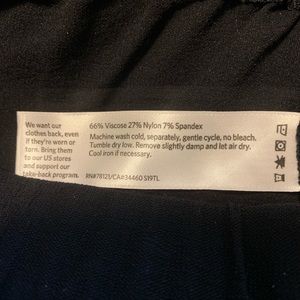 We want our
clothes back, even
if they're worn or
torn. Bring them
to our US stores
and support our
take-back program.
66% Viscose 27% Nylon 7% Spandex
Machine wash cold, separately, gentle cycle, no bleach.
Tumble dry low. Remove slightly damp and let air dry.
Cool iron if necessary.
RN#78121/CA#34460 S19TL